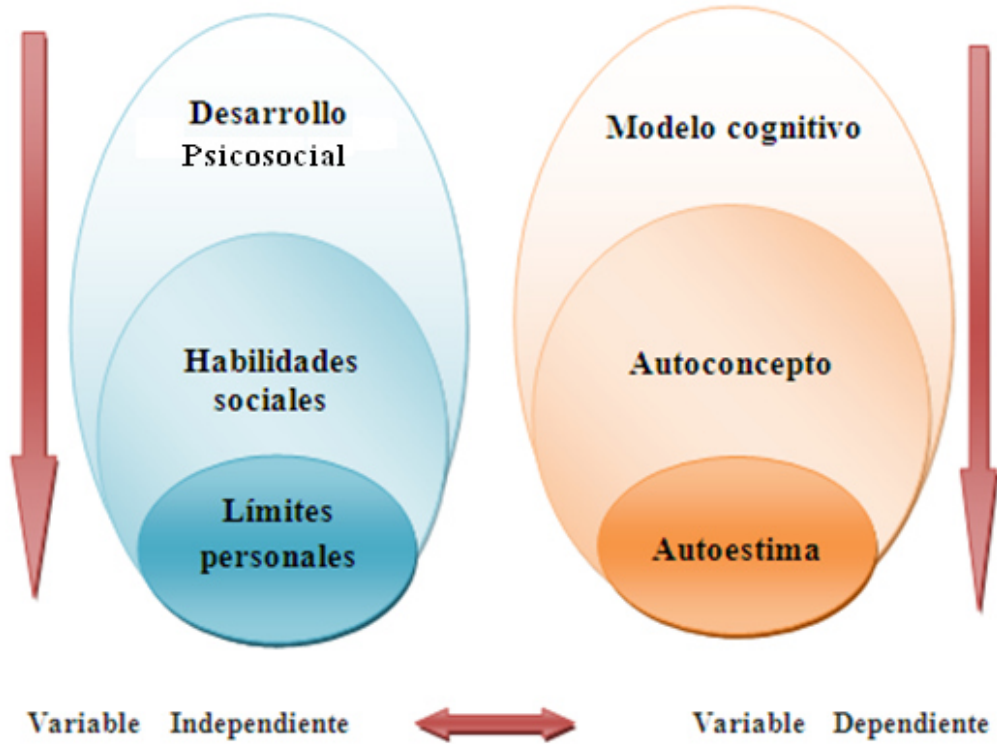 Desarrollo
Psicosocial
Habilidades
sociales
Límites
personales
Modelo cognitivo
Autoconcepto
Autoestima
Variable Independiente
Variable Dependiente